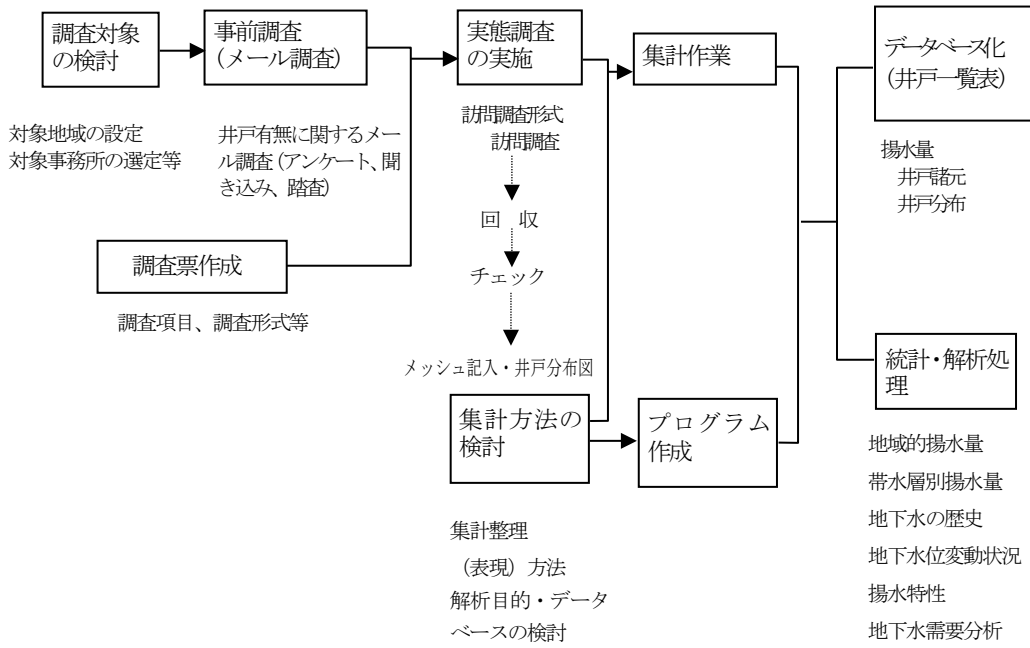 調査対象
の検討
事前調査
(メール調査)
実態調査
の実施
集計作業
データベース化
(井戸一覧表)
対象地域の設定
対象事務所の選定等
井戸有無に関するメー
ル調査(アンケート、聞
き込み、踏査)
訪問調査形式
訪問調査
回　収
チェック
メッシュ記入・井戸分布図
揚水量
井戸諸元
井戸分布
調査票作成
調査項目、調査形式等
集計方法の
検討
プログラム
作成
統計・解析処
理
集計整理
(表現)方法
解析目的・データ
ベースの検討
地域的揚水量
帯水層別揚水量
地下水の歴史
地下水位変動状況
揚水特性
地下水需要分析